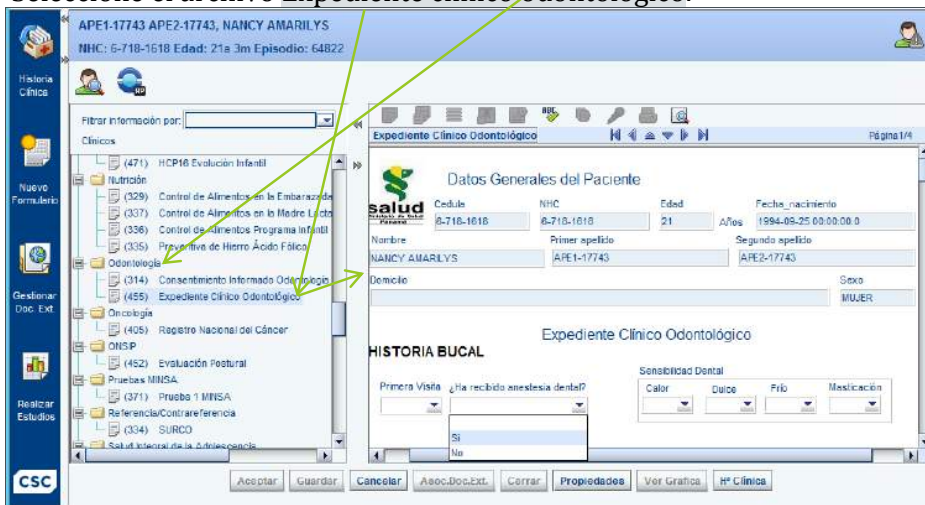 Seleccione el archivo Expediente clínico odontológico.
APE1-17743 APE2-17743, NANCY AMARILYS
NHC: 6-718-1618 Edad: 21a 3m Episodio: 64822
Historia Clínica
Nuevo Formulario
Gestionar Doc. Ext.
Realizar Estudios
CSC
RP
Filtrar información por:
Clínicos
(471) HCP16 Evolución Infantil
Nutrición
(329) Control de Alimentos en la Embarazada
(337) Control de Alimentos en la Madre Lacta
(336) Control de Alimentos Programa Infantil
(335) Preventiva de Hierro Ácido Fólico
Odontología
(314) Consentimiento Informado Odontología
(455) Expediente Clínico Odontológico
Oncología
(405) Registro Nacional del Cáncer
ONSIP
(452) Evaluación Postural
Pruebas MINSA
(371) Prueba 1 MINSA
Referencia/Contrareferencia
(334) SURCO
Salud Integral de la Adolescencia
ABC
Expediente Clínico Odontológico
Página 1/4
salud
Ministerio de Salud
Panamá
Datos Generales del Paciente
Cedula NHC Edad Fecha_nacimiento
6-718-1618 6-718-1618 21 Años 1994-09-25 00:00:00.0
Nombre Primer apellido Segundo apellido
NANCY AMARILYS APE1-17743 APE2-17743
Domicilio Sexo
MUJER
Expediente Clínico Odontológico
HISTORIA BUCAL
Sensibilidad Dental
Primera Visita ¿Ha recibido anestesia dental? Calor Dulce Frío Masticación
Si
No
Aceptar Guardar Cancelar Asoc.Doc.Ext. Cerrar Propiedades Ver Grafica Hª Clínica